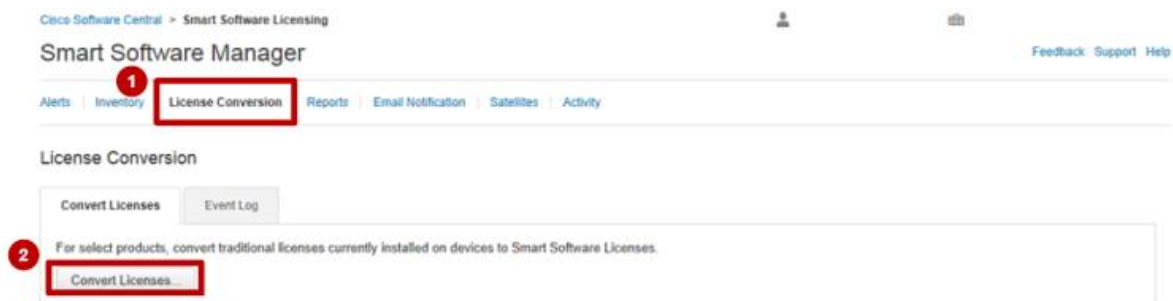 Cisco Software Central > Smart Software Licensing
Smart Software Manager
Feedback Support Help
1
Alerts | Inventory | License Conversion | Reports | Email Notification | Satellites | Activity
License Conversion
Convert Licenses Event Log
For select products, convert traditional licenses currently installed on devices to Smart Software Licenses.
2
Convert Licenses...